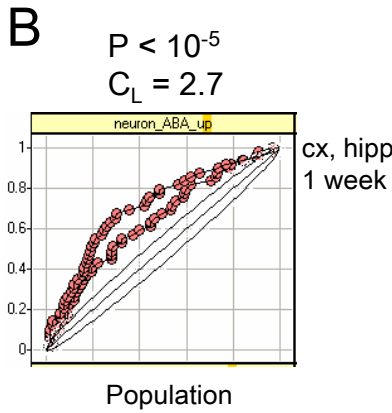 B
P < 10⁻⁵
C_L = 2.7
neuron_ABA_up
1
cx, hipp
1 week
0.8
0.6
0.4
0.2
0
Population